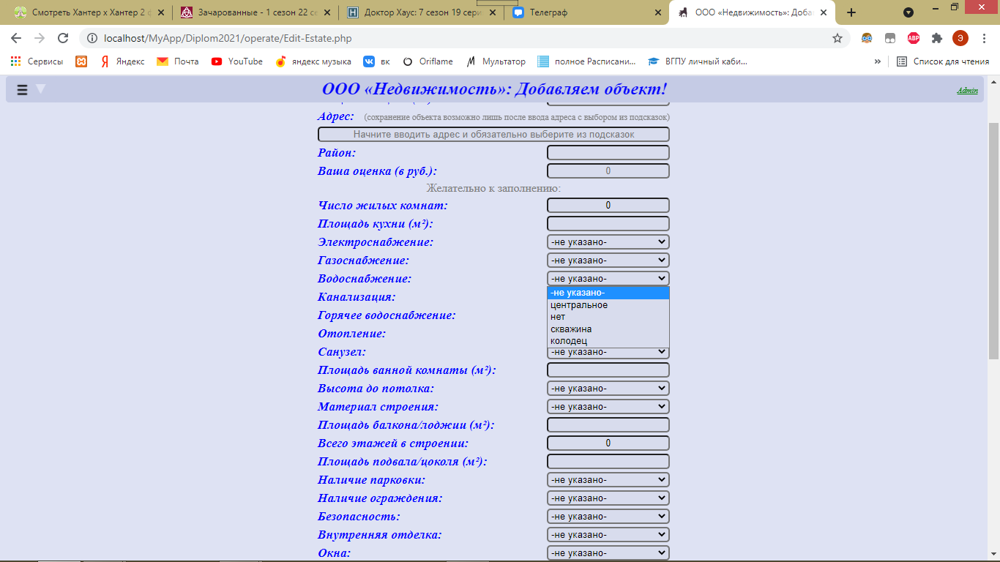 Смотреть Хантер х Хантер 2 с
Зачарованные - 1 сезон 22 се
Доктор Хаус: 7 сезон 19 сери
Телеграф
ООО «Недвижимость»: Доба
localhost/MyApp/Diplom2021/operate/Edit-Estate.php
ABP
Э
Сервисы
Яндекс
Почта
YouTube
яндекс музыка
вк
Oriflame
Мультатор
полное Расписани...
ВГПУ личный каби...
»
Список для чтения
ООО «Недвижимость»: Добавляем объект!
Admin
Адрес: (сохранение объекта возможно лишь после ввода адреса с выбором из подсказок)
Начните вводить адрес и обязательно выберите из подсказок
Район:
Ваша оценка (в руб.): 0
Желательно к заполнению:
Число жилых комнат: 0
Площадь кухни (м²):
Электроснабжение: -не указано-
Газоснабжение: -не указано-
Водоснабжение: -не указано-
-не указано-
центральное
нет
скважина
колодец
Канализация:
Горячее водоснабжение:
Отопление:
Санузел: -не указано-
Площадь ванной комнаты (м²):
Высота до потолка: -не указано-
Материал строения: -не указано-
Площадь балкона/лоджии (м²):
Всего этажей в строении: 0
Площадь подвала/цоколя (м²):
Наличие парковки: -не указано-
Наличие ограждения: -не указано-
Безопасность: -не указано-
Внутренняя отделка: -не указано-
Окна: -не указано-